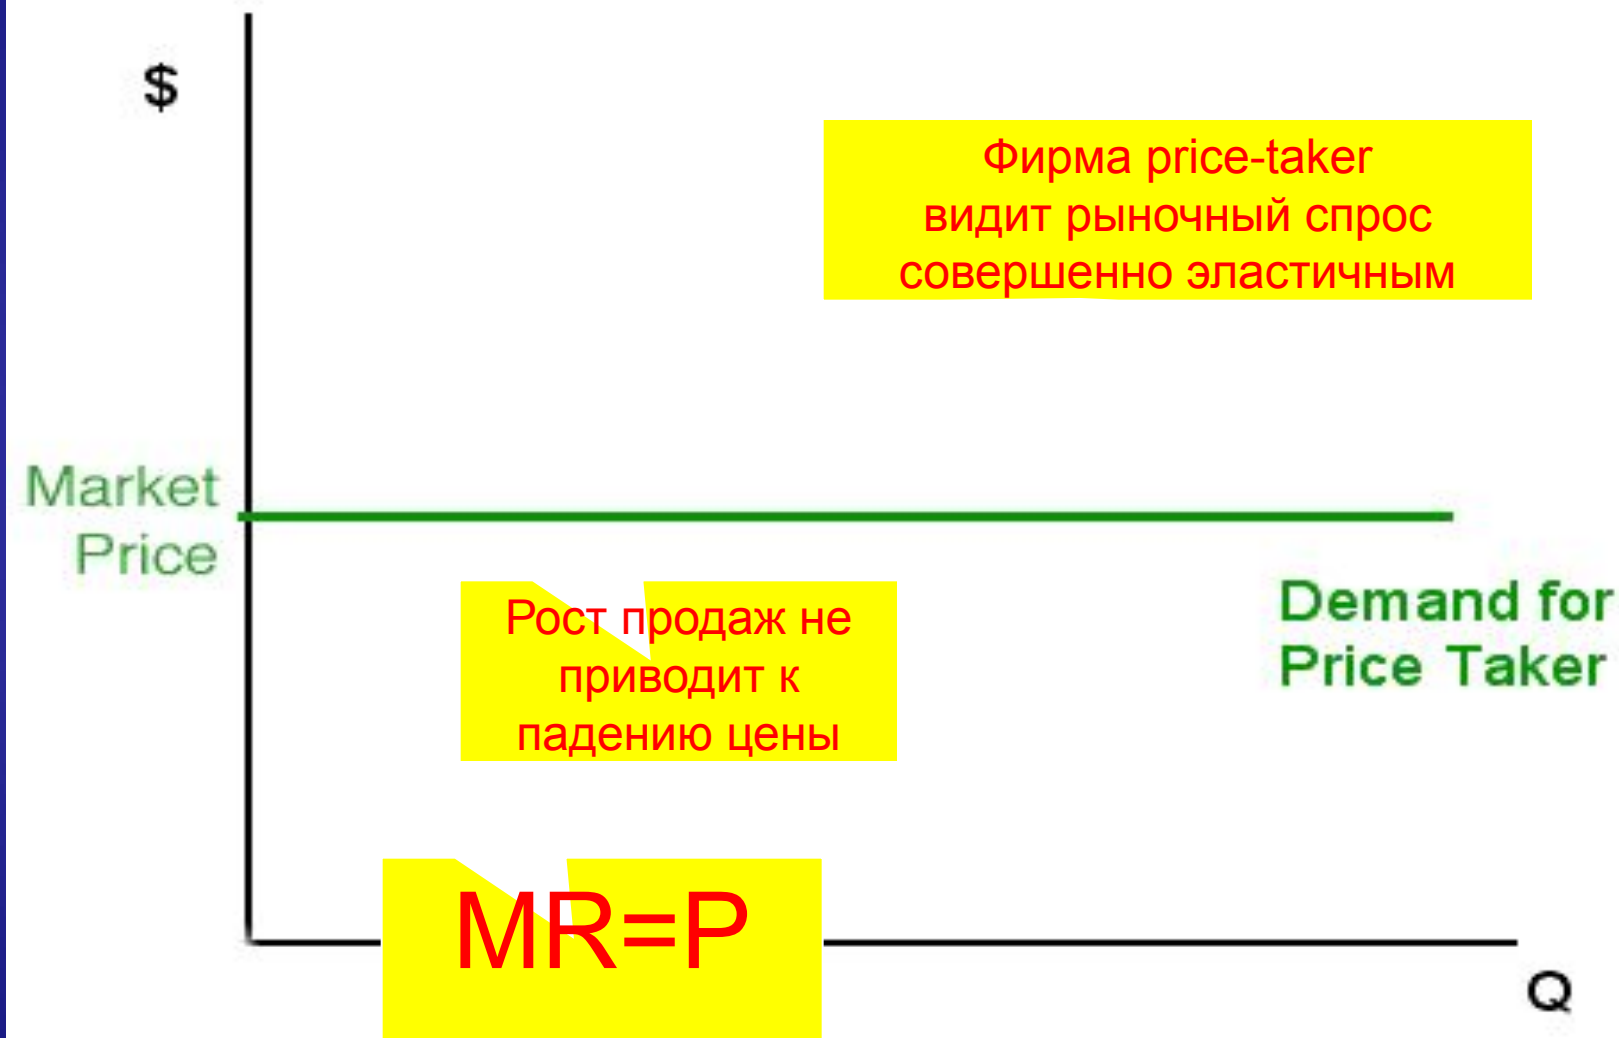 $
Фирма price-taker
видит рыночный спрос
совершенно эластичным
Market
Price
Рост продаж не
приводит к
падению цены
Demand for
Price Taker
MR=P
Q